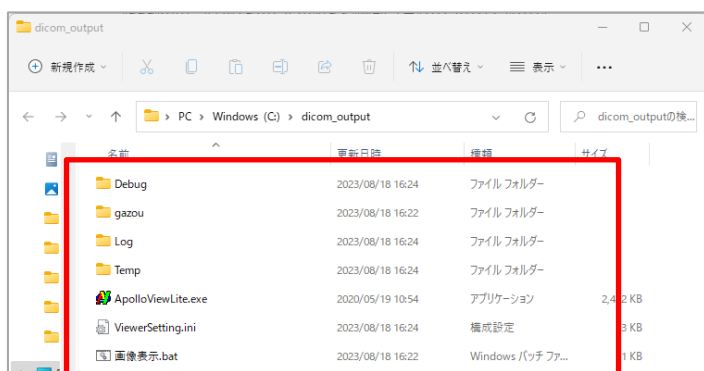 dicom_output
新規作成
並べ替え
表示
PC > Windows (C:) > dicom_output
dicom_outputの検...
名前 更新日時 種類 サイズ
Debug 2023/08/18 16:24 ファイル フォルダー
gazou 2023/08/18 16:22 ファイル フォルダー
Log 2023/08/18 16:24 ファイル フォルダー
Temp 2023/08/18 16:24 ファイル フォルダー
ApolloViewLite.exe 2020/05/19 10:54 アプリケーション KB
ViewerSetting.ini 2023/08/18 16:24 構成設定 3 KB
画像表示.bat 2023/08/18 16:22 Windows バッチ ファ... 1 KB